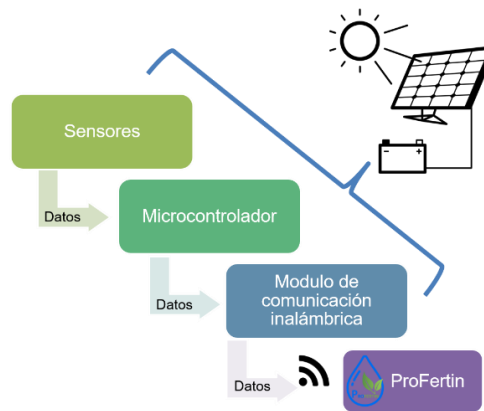 Sensores
Datos
Microcontrolador
Datos
Modulo de
comunicación
inalámbrica
Datos
ProFertin